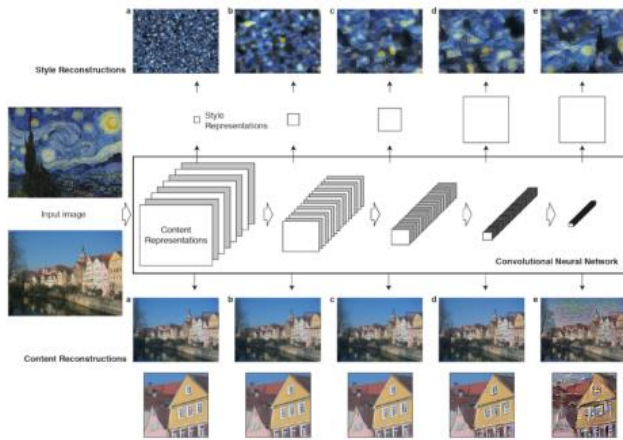 a b c d e
Style Reconstructions
Style
Representations
Input image
Content
Representations
Convolutional Neural Network
a b c d e
Content Reconstructions